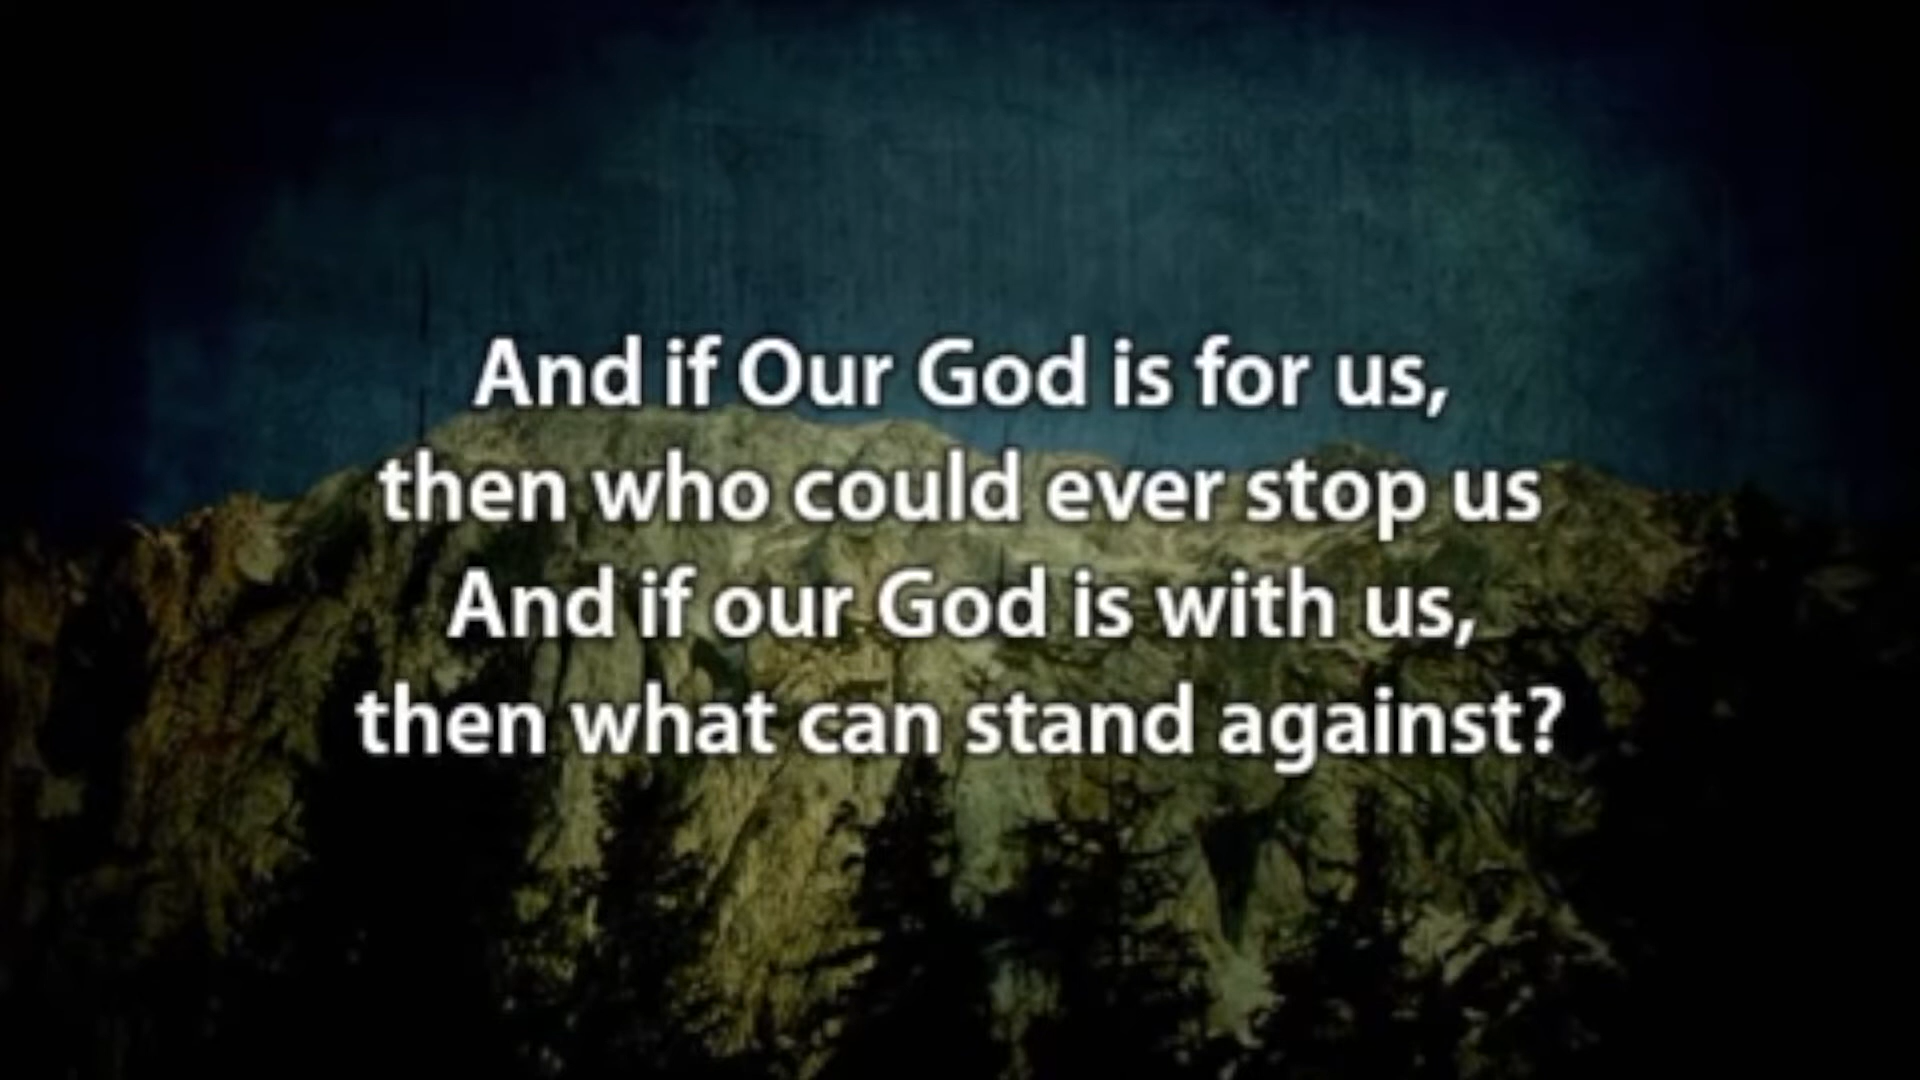 And if Our God is for us,
then who could ever stop us
And if our God is with us,
then what can stand against?